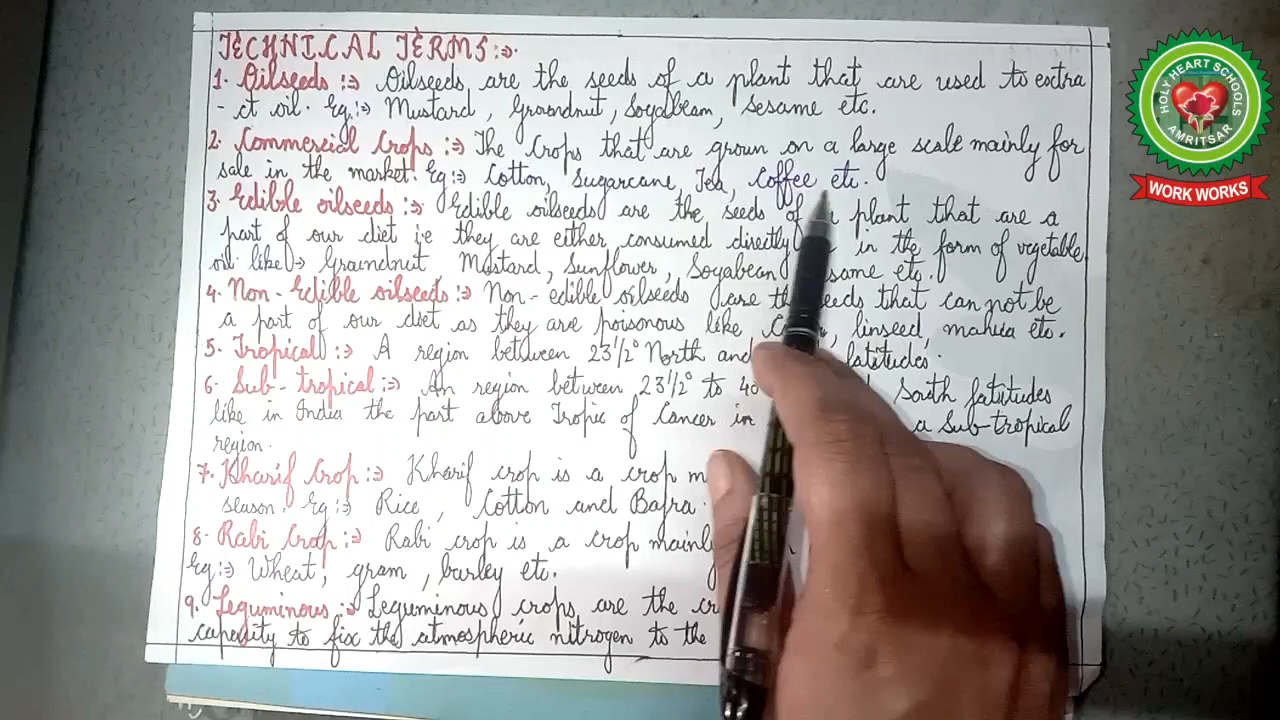 TECHNICAL TERMS :→
1. Oilseeds :→ Oilseeds are the seeds of a plant that are used to extra
- ct oil. Eg :→ Mustard, Groundnut, Soyabeam, sesame etc.
2. Commercial Crops :→ The Crops that are grown on a large scale mainly for
sale in the market. Eg :→ Cotton, Sugarcane, Tea, Coffee etc.
3. Edible oilseeds :→ Edible oilseeds are the seeds of plant that are a
part of our diet i.e they are either consumed directly in the form of vegetable
oil like → Groundnut, Mustard, Sunflower, Soyabean etc.
4. Non-Edible oilseeds :→ Non-edible oilseeds are that can not be
a part of our diet as they are poisonous like linseed, mahua etc.
5. Tropical :→ A region between 23 1/2° North and latitudes.
6. Sub-tropical :→ An region between 23 1/2° to South latitudes
like in India the part above Tropic of Cancer in a Sub-tropical
region.
7. Kharif Crop :→ Kharif crop is a crop
season. Eg :→ Rice, Cotton and Bajra.
8. Rabi Crop :→ Rabi crop is a crop mainly
Eg :→ Wheat, gram, barley etc.
9. Leguminous :→ Leguminous crops are the
capacity to fix the atmospheric nitrogen to the
HOLY HEART SCHOOLS
AMRITSAR
WORK WORKS